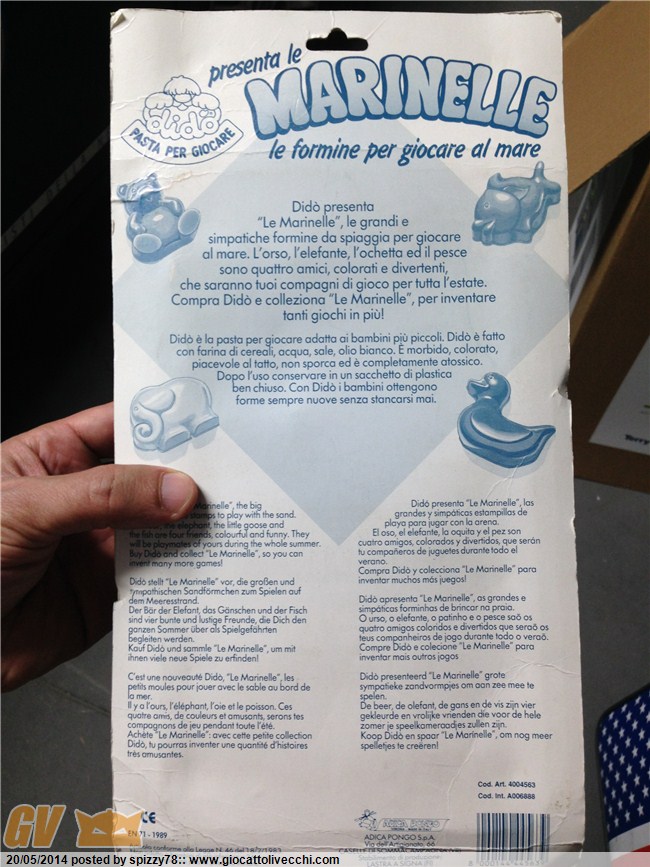 presenta le
MARINELLE
didò
PASTA PER GIOCARE
le formine per giocare al mare
Didò presenta
"Le Marinelle", le grandi e
simpatiche formine da spiaggia per giocare
al mare. L'orso, l'elefante, l'ochetta ed il pesce
sono quattro amici, colorati e divertenti,
che saranno tuoi compagni di gioco per tutta l'estate.
Compra Didò e colleziona "Le Marinelle", per inventare
tanti giochi in più!
Didò è la pasta per giocare adatta ai bambini più piccoli. Didò è fatto
con farina di cereali, acqua, sale, olio bianco. È morbido, colorato,
piacevole al tatto, non sporca ed è completamente atossico.
Dopo l'uso conservare in un sacchetto di plastica
ben chiuso. Con Didò i bambini ottengono
forme sempre nuove senza stancarsi mai.
the big
to play with the sand.
the elephant, the little goose and
the fish are four friends, colourful and funny. They
will be playmates of yours during the whole summer.
Buy Didò and collect "Le Marinelle", so you can
invent many more games!
Didò stellt "Le Marinelle" vor, die großen und
sympathischen Sandförmchen zum Spielen auf
dem Meeresstrand.
Der Bär der Elefant, das Gänschen und der Fisch
sind vier bunte und lustige Freunde, die Dich den
ganzen Sommer über als Spielgefährten
begleiten werden.
Kauf Didò und sammle "Le Marinelle", um mit
ihnen viele neue Spiele zu erfinden!
C'est une nouveauté Didò, "Le Marinelle", les
petits moules pour jouer avec le sable au bord de
la mer.
Il y a l'ours, l'éléphant, l'oie et le poisson. Ces
quatre amis, de couleurs et amusants, serons tes
compagnons de jeu pendant toute l'été.
Achète "Le Marinelle": avec cette petite collection
Didò, tu pourras inventer une quantité d'histoires
très amusantes.
Didò presenta "Le Marinelle", las
grandes y simpáticas estampillas de
playa para jugar con la arena.
El oso, el elefante, la oquita y el pez son
cuatro amigos, colorados y divertidos, que serán
tu compañeros de juguetes durante todo el
verano.
Compra Didò y colecciona "Le Marinelle" para
inventar muchos más juegos!
Didò apresenta "Le Marinelle", as grandes e
simpáticas forminhas de brincar na praia.
O urso, o elefante, o patinho e o pesce saõ os
quatro amigos coloridos e divertidos que seraõ os
teus companheiros de jogo durante todo o veraõ.
Compre Didò e colecione "Le Marinelle" para
inventar mais outros jogos
Didò presenteerd "Le Marinelle" grote
sympatieke zandvormpjes om aan zee mee te
spelen.
De beer, de olefant, de gans en de vis zijn vier
gekleurde en vrolijke vrienden die voor de hele
zomer je speelkameraadjes zullen zijn.
Koop Didò en spaar "Le Marinelle", om nog meer
spelletjes te creëren!
Cod. Art. 4004563
Cod. Int. A006888
CE
EN 71 - 1989
ADICA PONGO S.p.A.
Via dell'Artigianato, 66
GV
20/05/2014 posted by spizzy78:: www.giocattolivecchi.com